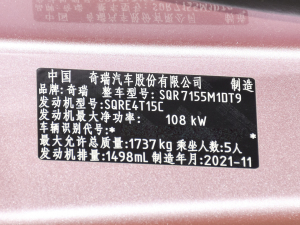 中国 奇瑞汽车股份有限公司 制造
品牌:奇瑞 整车型号:SQR7155M1DT9
发动机型号:SQRE4T15C
发动机最大净功率: 108 kW
车辆识别代号:*
*
最大允许总质量:1737kg 乘坐人数:5人
发动机排量:1498mL 制造年月:2021-11